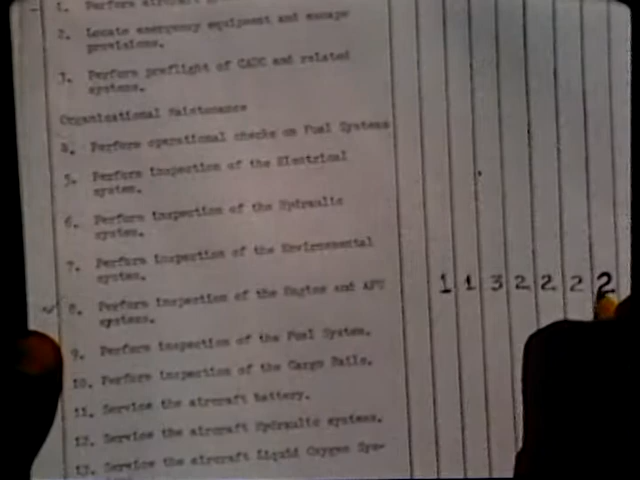 1. Perform aircraft
2. Locate emergency equipment and escape
provisions.
3. Perform preflight of CADC and related
systems.
Organizational Maintenance
4. Perform operational checks on Fuel Systems
5. Perform inspection of the Electrical
system.
6. Perform inspection of the Hydraulic
system.
7. Perform inspection of the Environmental
system.
8. Perform inspection of the Engine and APU
systems.
1 1 3 2 2 2 2
9. Perform inspection of the Fuel System.
10. Perform inspection of the Cargo Rails.
11. Service the aircraft Battery.
12. Service the aircraft Hydraulic systems.
13. Service the aircraft Liquid Oxygen Sys-